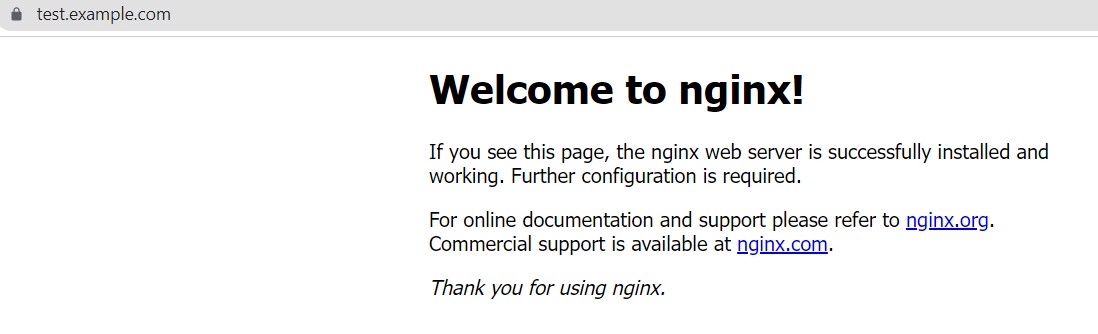 test.example.com
Welcome to nginx!
If you see this page, the nginx web server is successfully installed and
working. Further configuration is required.
For online documentation and support please refer to nginx.org.
Commercial support is available at nginx.com.
Thank you for using nginx.